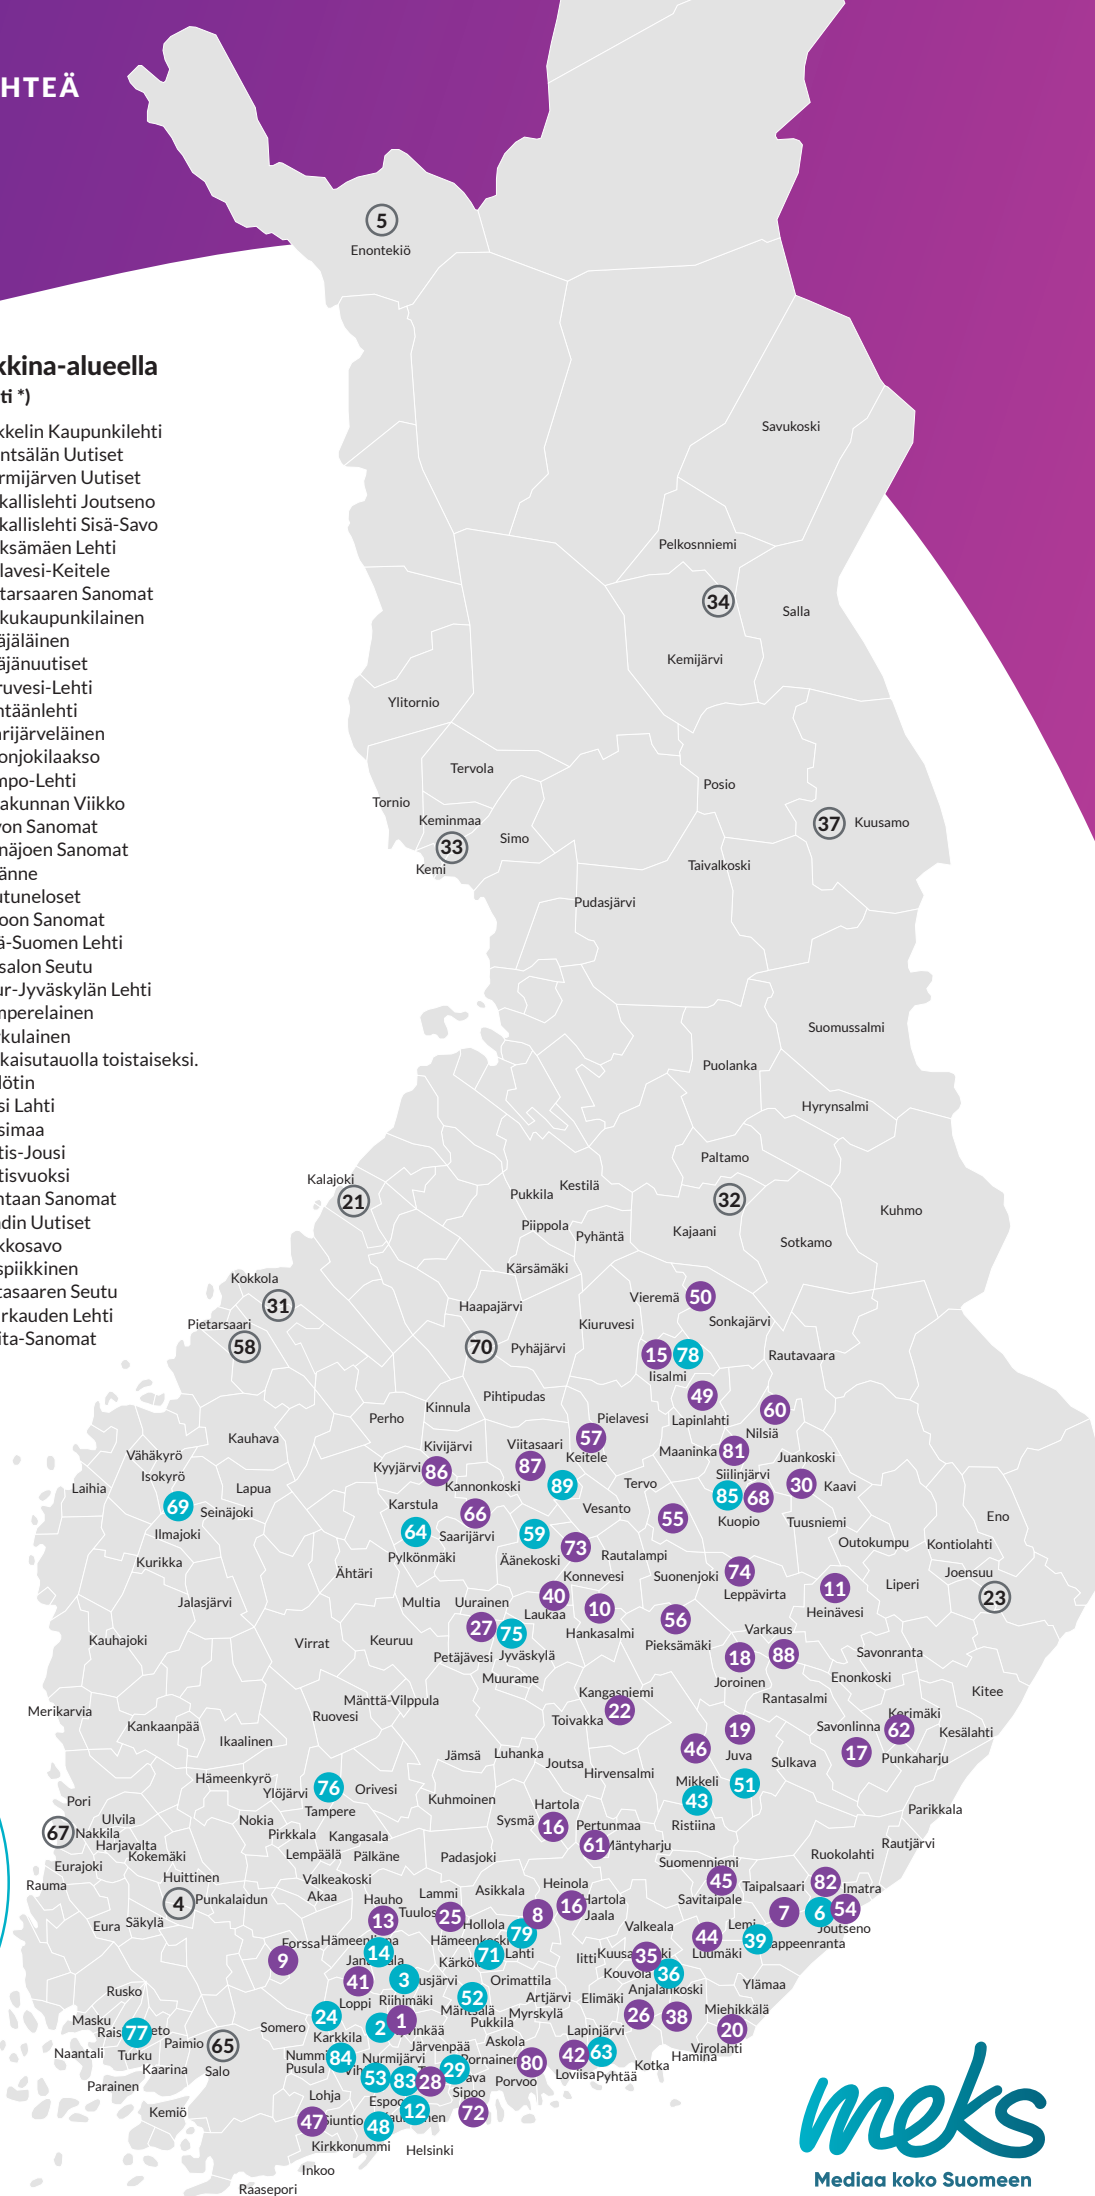 HTEÄ
kkina-alueella
ti *)
kkelin Kaupunkilehti
ntsälän Uutiset
rmijärven Uutiset
kallislehti Joutseno
kallislehti Sisä-Savo
ksämäen Lehti
lavesi-Keitele
tarsaaren Sanomat
kukaupunkilainen
äjäläinen
äjänuutiset
ruvesi-Lehti
ntäänlehti
arijärveläinen
onjokilaakso
mpo-Lehti
akunnan Viikko
von Sanomat
näjoen Sanomat
änne
utuneloset
oon Sanomat
ä-Suomen Lehti
salon Seutu
ur-Jyväskylän Lehti
mperelainen
kulainen
kaisutauolla toistaiseksi.
lötin
si Lahti
simaa
tis-Jousi
tisvuoksi
ntaan Sanomat
din Uutiset
kkosavo
spiikkinen
tasaaren Seutu
rkauden Lehti
ita-Sanomat
5
Enontekiö
Savukoski
Pelkosnniemi
34
Salla
Kemijärvi
Ylitornio
Tervola
Posio
Tornio
Keminmaa
37 Kuusamo
33
Simo
Kemi
Taivalkoski
Pudasjärvi
Suomussalmi
Puolanka
Hyrynsalmi
Paltamo
Kalajoki
21
Pukkila
Kestilä
32
Kuhmo
Piippola
Pyhäntä
Kajaani
Sotkamo
Kärsämäki
Kokkola
31
Vieremä 50
Haapajärvi
Sonkajärvi
Pietarsaari
58
Kiuruvesi
70
Pyhäjärvi
15 78
Rautavaara
Iisalmi
Pihtipudas
49
Kinnula
Perho
Pielavesi
Lapinlahti
60
Nilsiä
Kauhava
57
Kivijärvi
Viitasaari
Maaninka 81
Vähäkyrö
Keitele
Juankoski
Kyyjärvi 86
87
Isokyrö
Siilinjärvi
Laihia
Lapua
Kannonkoski
89
Tervo
30 Kaavi
69
Karstula
85 68
Seinäjoki
66
Vesanto
55
Kuopio
Tuusniemi
Eno
Ilmajoki
64
Saarijärvi
59
Outokumpu
Kontiolahti
Pylkönmäki
Äänekoski
73
Rautalampi
Kurikka
Ähtäri
Konnevesi
Suonenjoki
74
Joensuu
Leppävirta
11
Liperi
23
Jalasjärvi
Multia
Uurainen
40
10
Heinävesi
Laukaa
56
27 75
Hankasalmi
Varkaus
Kauhajoki
Virrat
Keuruu
Pieksämäki
88
Petäjävesi
Jyväskylä
18
Savonranta
Muurame
Joroinen
Enonkoski
Kangasniemi
Rantasalmi
Kitee
Mänttä-Vilppula
22
Merikarvia
Ruovesi
Toivakka
Kerimäki
Kankaanpää
19
Savonlinna
62
Kesälahti
Ikaalinen
46
Juva
17
Punkaharju
Jämsä
Luhanka
Joutsa
Sulkava
Hirvensalmi
Mikkeli
51
Hämeenkyrö
76
Ylöjärvi
Orivesi
Kuhmoinen
43
Pori
Tampere
Hartola
Ristiina
Parikkala
67
Ulvila
Nokia
Sysmä
16
Pertunmaa
Nakkila
Pirkkala
Kangasala
61
Mäntyharju
Harjavalta
Rautjärvi
Kokemäki
Lempäälä
Pälkäne
Padasjoki
Ruokolahti
Eurajoki
Suomenniemi
Huittinen
Valkeakoski
45
Taipalsaari
82
Imatra
Rauma
Akaa
Lammi
Asikkala
Heinola
4
Punkalaidun
Hauho
16
Hartola
Savitaipale
7
6 54
Eura
Säkylä
13
Tuulos 25
8
Jaala
Joutseno
Hollola
79
Valkeala
44
Lemi
39
Forssa
9
14
71
Lahti
35
Luumäki
Iitti
Kouvola
36
41
3
Orimattila
Anjalankoski
Ylämaa
Rusko
Loppi
Riihimäki
52
Artjärvi
Elimäki
Miehikkälä
24
Mäntsälä
Myrskylä
26
38
Masku
Somero
2 1
Pukkila
Lapinjärvi
20
77
Karkkila
Askola
Virolahti
Paimio
65
Järvenpää
42 63
Naantali
Turku
84
Nurmijärvi
Kotka
Hamina
Kaarina
Salo
Pusula
53 83 28
29
80
Loviisa
Pyhtää
Parainen
Lohja
Sipoo
Porvoo
12
Kemiö
47
Siuntio
48
72
Kirkkonummi
Helsinki
Inkoo
Raasepori
meks
Mediaa koko Suomeen